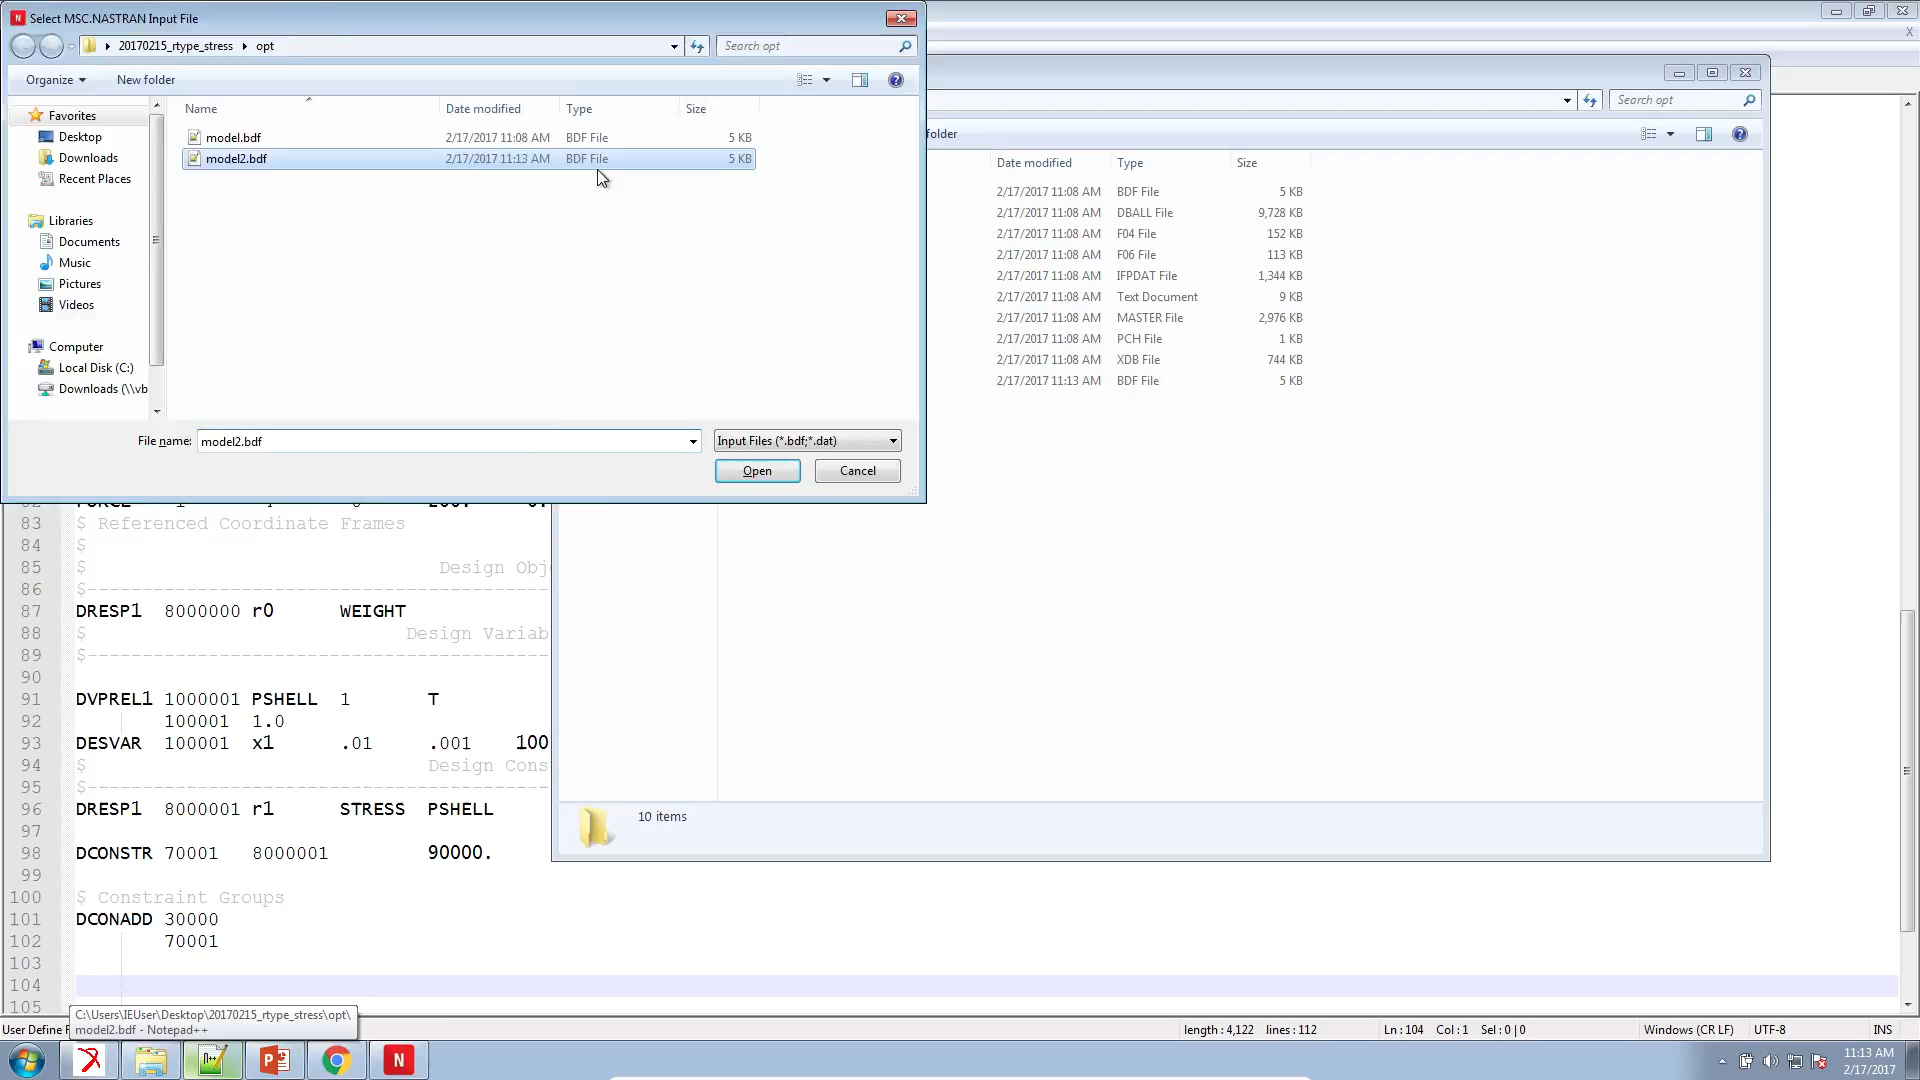 Select MSC.NASTRAN Input File
20170215_rtype_stress opt
Search opt
Organize New folder
Favorites
Desktop
Downloads
Recent Places
Libraries
Documents
Music
Pictures
Videos
Computer
Local Disk (C:)
Downloads (\\vb
Name Date modified Type Size
model.bdf 2/17/2017 11:08 AM BDF File 5 KB
model2.bdf 2/17/2017 11:13 AM BDF File 5 KB
File name: model2.bdf Input Files (*.bdf;*.dat)
Open Cancel
Search opt
folder
Date modified Type Size
2/17/2017 11:08 AM BDF File 5 KB
2/17/2017 11:08 AM DBALL File 9,728 KB
2/17/2017 11:08 AM F04 File 152 KB
2/17/2017 11:08 AM F06 File 113 KB
2/17/2017 11:08 AM IFPDAT File 1,344 KB
2/17/2017 11:08 AM Text Document 9 KB
2/17/2017 11:08 AM MASTER File 2,976 KB
2/17/2017 11:08 AM PCH File 1 KB
2/17/2017 11:08 AM XDB File 744 KB
2/17/2017 11:13 AM BDF File 5 KB
10 items
83 $ Referenced Coordinate Frames
84 $
85 $ Design Obj
86 $-------------------------------------------
87 DRESP1 8000000 r0 WEIGHT
88 $ Design Variab
89 $-------------------------------------------
90
91 DVPREL1 1000001 PSHELL 1 T
92 100001 1.0
93 DESVAR 100001 x1 .01 .001 100
94 $ Design Cons
95 $-------------------------------------------
96 DRESP1 8000001 r1 STRESS PSHELL
97
98 DCONSTR 70001 8000001 90000.
99
100 $ Constraint Groups
101 DCONADD 30000
102 70001
103
104
105
C:\Users\IEUser\Desktop\20170215_rtype_stress\opt\
model2.bdf - Notepad++
User Define F length : 4,122 lines : 112 Ln : 104 Col : 1 Sel : 0 | 0 Windows (CR LF) UTF-8 INS
11:13 AM
2/17/2017